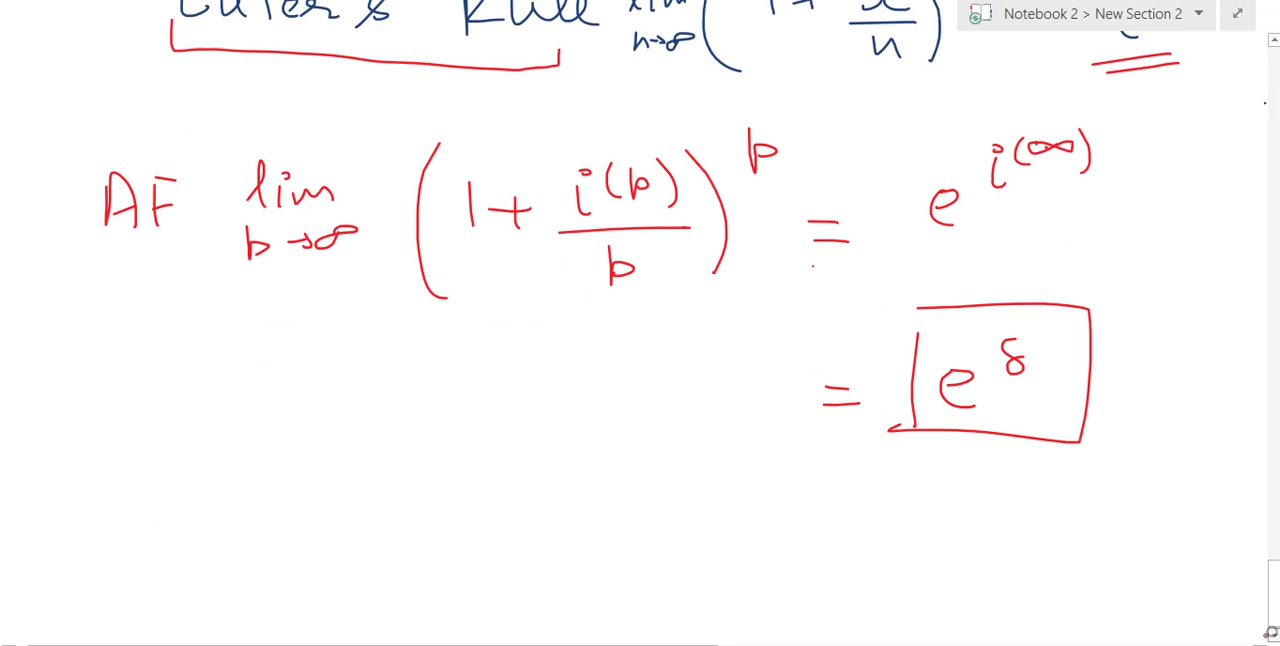 Notebook 2 > New Section 2
Euler's Rule lim n→∞ (1 + x/n)
AF lim p→∞ (1 + i(p)/p)^p = e^i(∞)
= e^δ